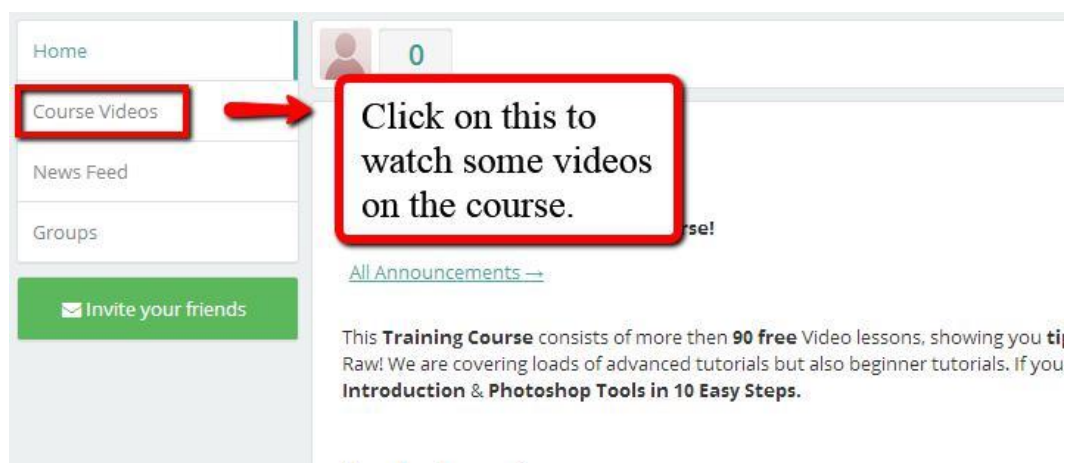 Home
0
Course Videos
Click on this to
watch some videos
on the course.
News Feed
Groups
All Announcements →
Invite your friends
This Training Course consists of more then 90 free Video lessons, showing you
Raw! We are covering loads of advanced tutorials but also beginner tutorials. If you
Introduction & Photoshop Tools in 10 Easy Steps.